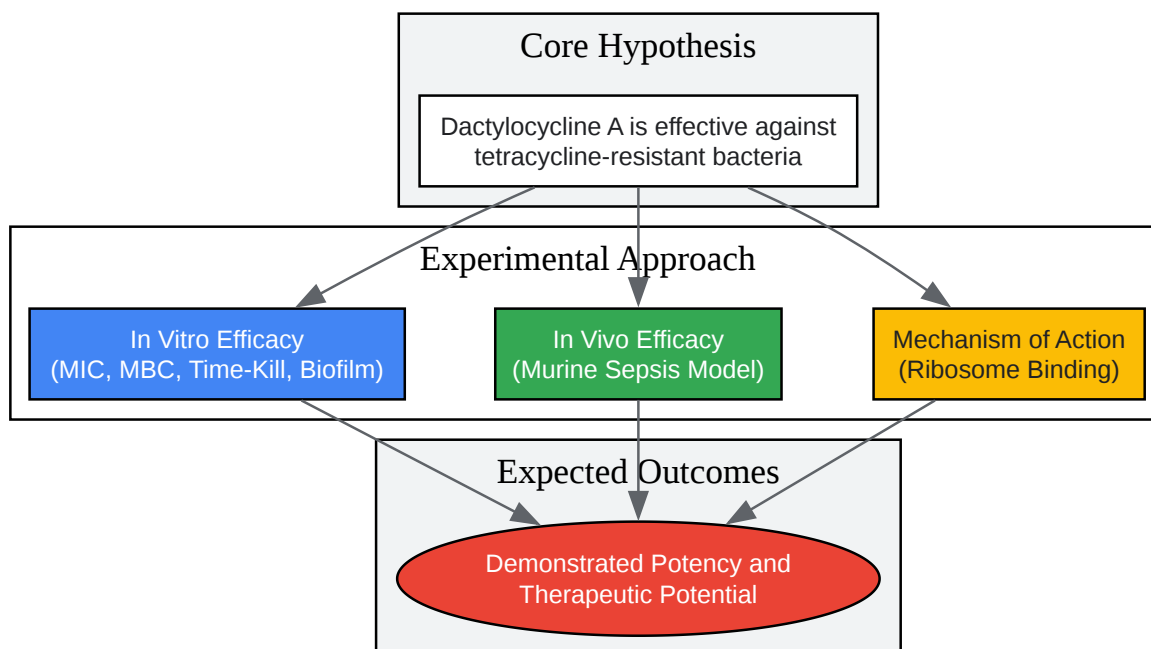 Core Hypothesis
Dactylocycline A is effective against
tetracycline-resistant bacteria
Experimental Approach
In Vitro Efficacy
(MIC, MBC, Time-Kill, Biofilm)
In Vivo Efficacy
(Murine Sepsis Model)
Mechanism of Action
(Ribosome Binding)
Expected Outcomes
Demonstrated Potency and
Therapeutic Potential